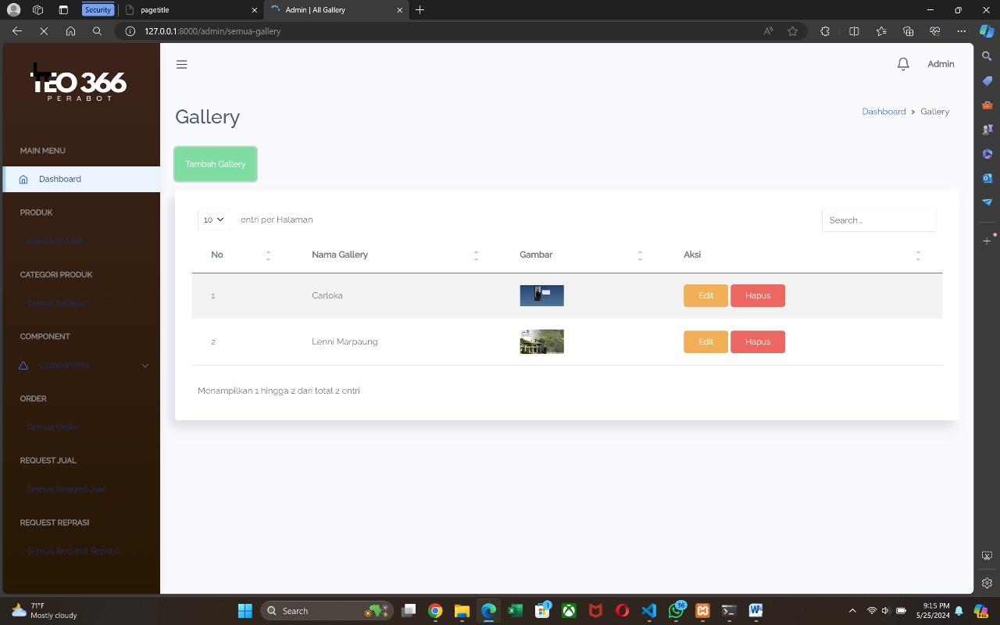 Security
pagetitle
Admin | All Gallery
127.0.0.1:8000/admin/semua-gallery
TEO 366
PERABOT
Admin
Gallery
Dashboard > Gallery
MAIN MENU
Tambah Gallery
Dashboard
PRODUK
Semua Produk
CATEGORI PRODUK
Semua Kategori
COMPONENT
Components
ORDER
Semua Order
REQUEST JUAL
Semua Request Jual
REQUEST REPRASI
Semua Request Reprasi
10 entri per Halaman
Search...
No Nama Gallery Gambar Aksi
1 Carloka Edit Hapus
2 Lenni Marpaung Edit Hapus
Menampilkan 1 hingga 2 dari total 2 entri
71°F
Mostly cloudy
Search
1
36
9:15 PM
5/25/2024